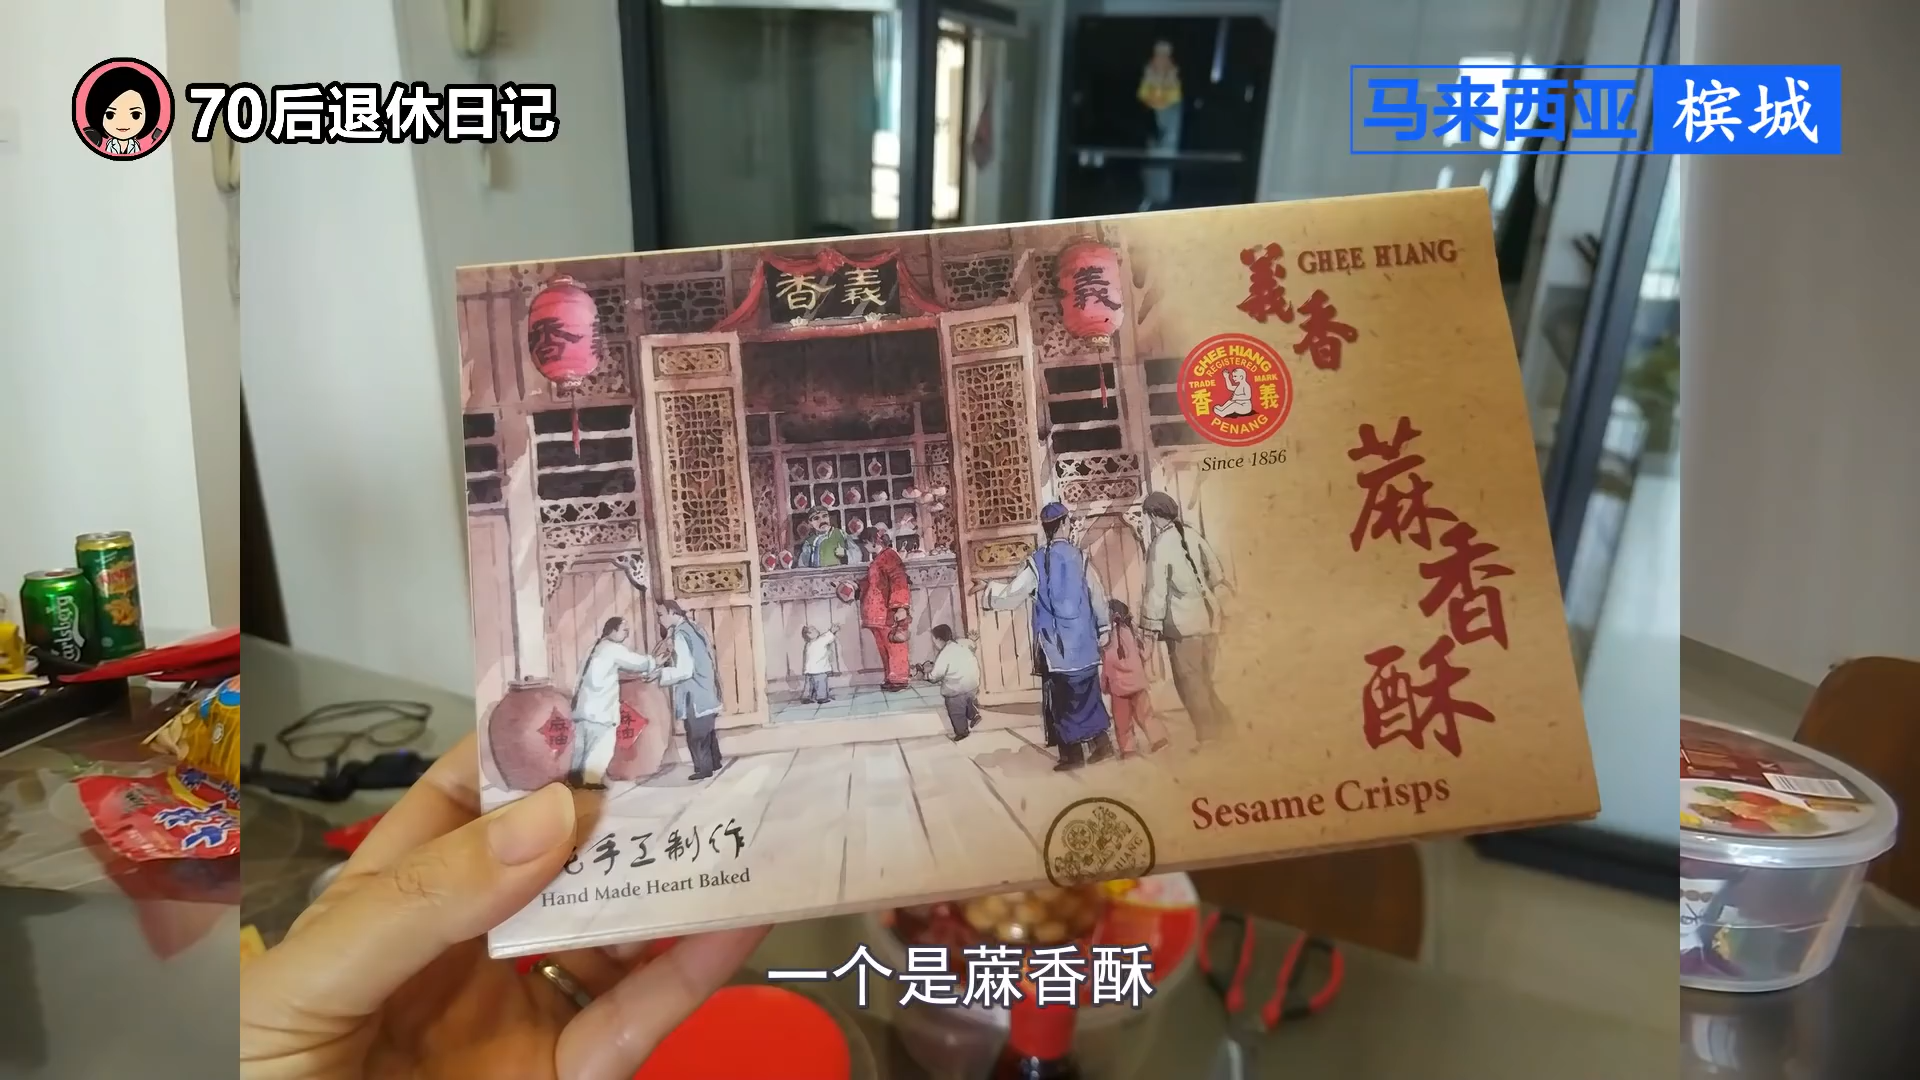 70后退休日记
马来西亚 槟城
香義
香
義
義香
GHEE HIANG
GHEE HIANG
REGISTERED
TRADE MARK
香 義
PENANG
Since 1856
蔴香酥
Sesame Crisps
手工制作
Hand Made Heart Baked
HIANG
Carlsberg
一个是蔴香酥